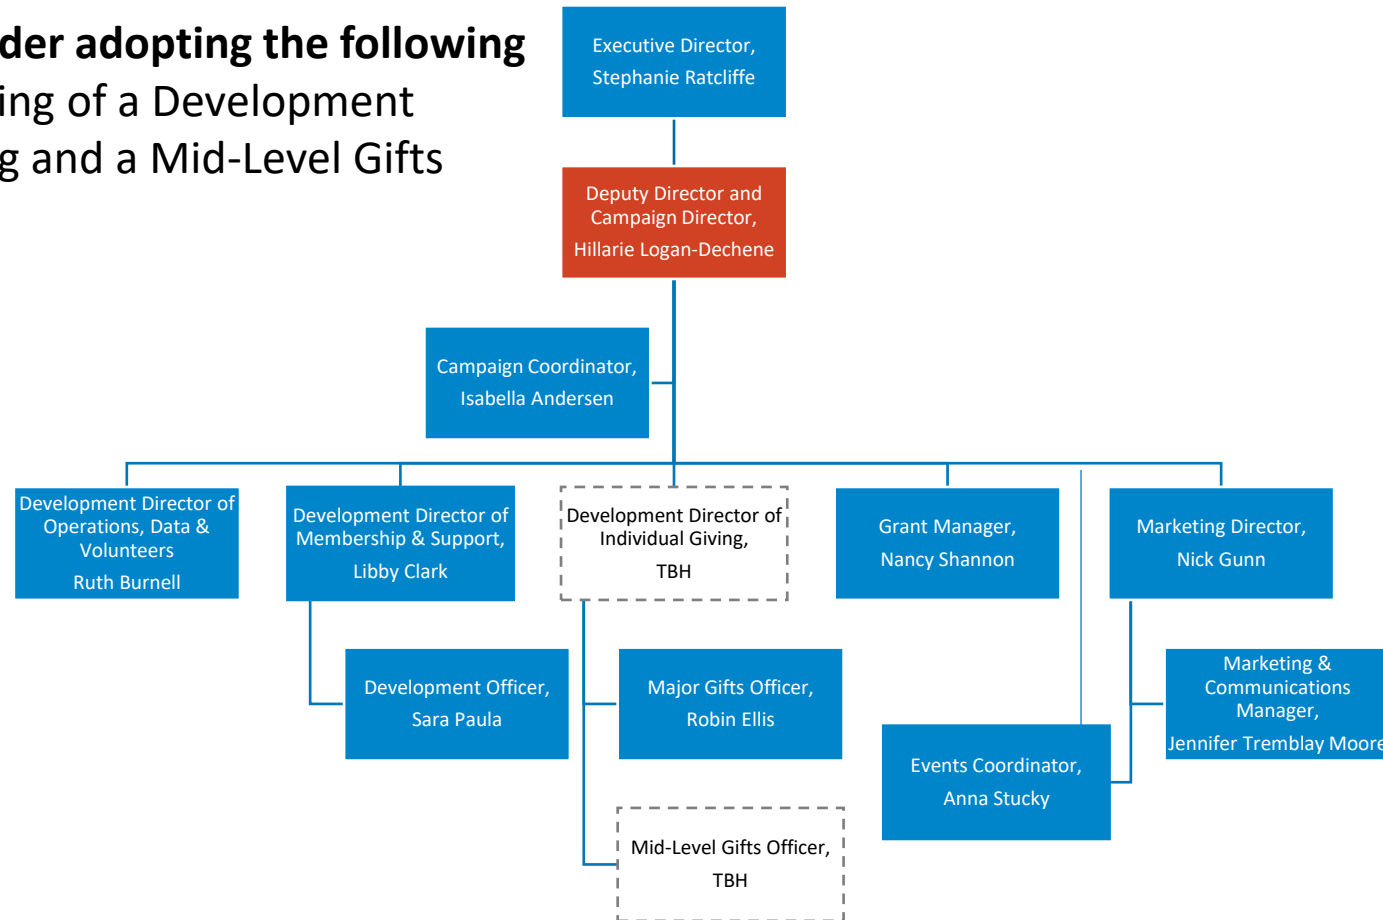 der adopting the following
ing of a Development
g and a Mid-Level Gifts
Executive Director,
Stephanie Ratcliffe
Deputy Director and
Campaign Director,
Hillarie Logan-Dechene
Campaign Coordinator,
Isabella Andersen
Development Director of
Operations, Data &
Volunteers
Ruth Burnell
Development Director of
Membership & Support,
Libby Clark
Development Director of
Individual Giving,
TBH
Grant Manager,
Nancy Shannon
Marketing Director,
Nick Gunn
Development Officer,
Sara Paula
Major Gifts Officer,
Robin Ellis
Marketing &
Communications
Manager,
Jennifer Tremblay Moore
Events Coordinator,
Anna Stucky
Mid-Level Gifts Officer,
TBH